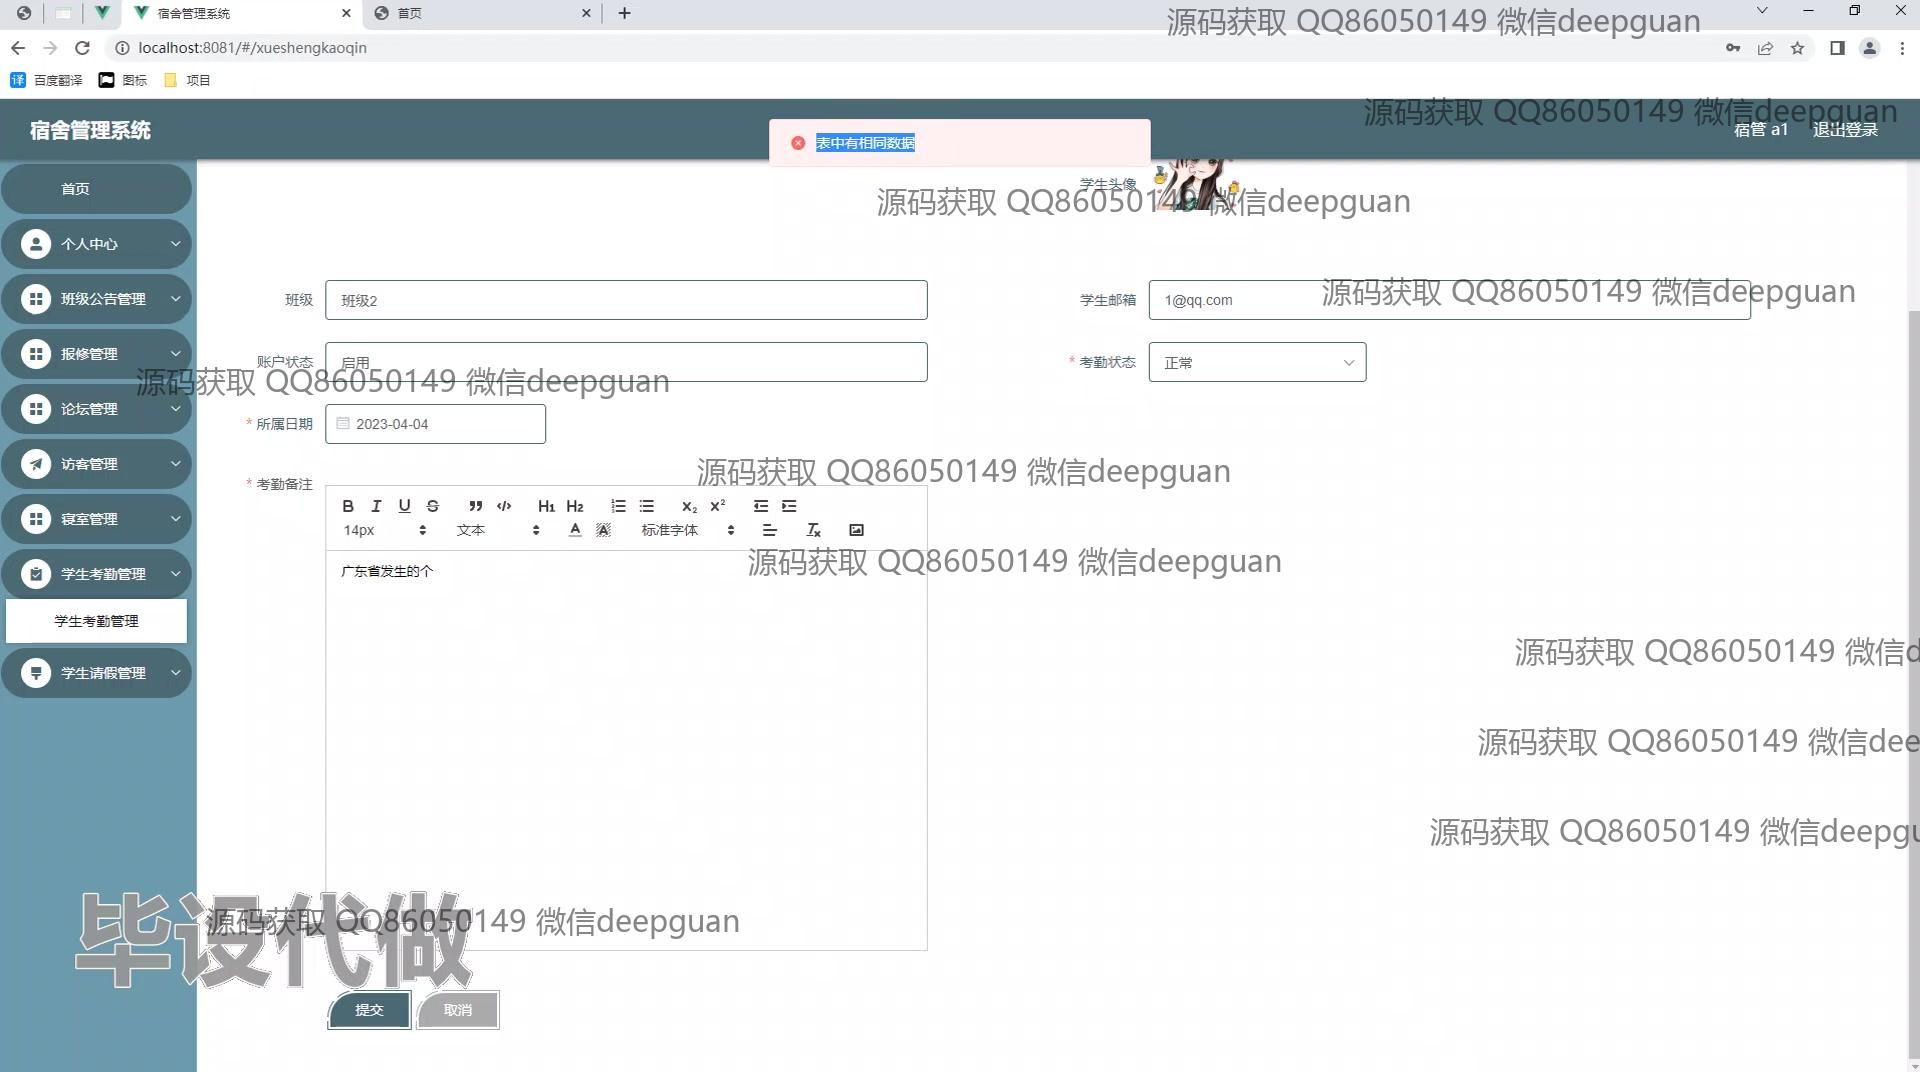 宿舍管理系统
首页
源码获取 QQ86050149 微信deepguan
localhost:8081/#/xueshengkaoqin
译 百度翻译
图标
项目
源码获取 QQ86050149 微信deepguan
宿舍管理系统
表中有相同数据
宿管 a1
退出登录
首页
学生头像
源码获取 QQ86050149 微信deepguan
个人中心
班级公告管理
班级
班级2
学生邮箱
1@qq.com
源码获取 QQ86050149 微信deepguan
报修管理
账户状态
启用
* 考勤状态
正常
源码获取 QQ86050149 微信deepguan
论坛管理
* 所属日期
2023-04-04
访客管理
源码获取 QQ86050149 微信deepguan
* 考勤备注
寝室管理
B I U S H1 H2 X2 X2
14px
文本
A A
标准字体
Tx
源码获取 QQ86050149 微信deepguan
学生考勤管理
广东省发生的个
学生考勤管理
源码获取 QQ86050149 微信d
学生请假管理
源码获取 QQ86050149 微信dee
源码获取 QQ86050149 微信deepgu
毕设代做
源码获取 QQ86050149 微信deepguan
提交
取消